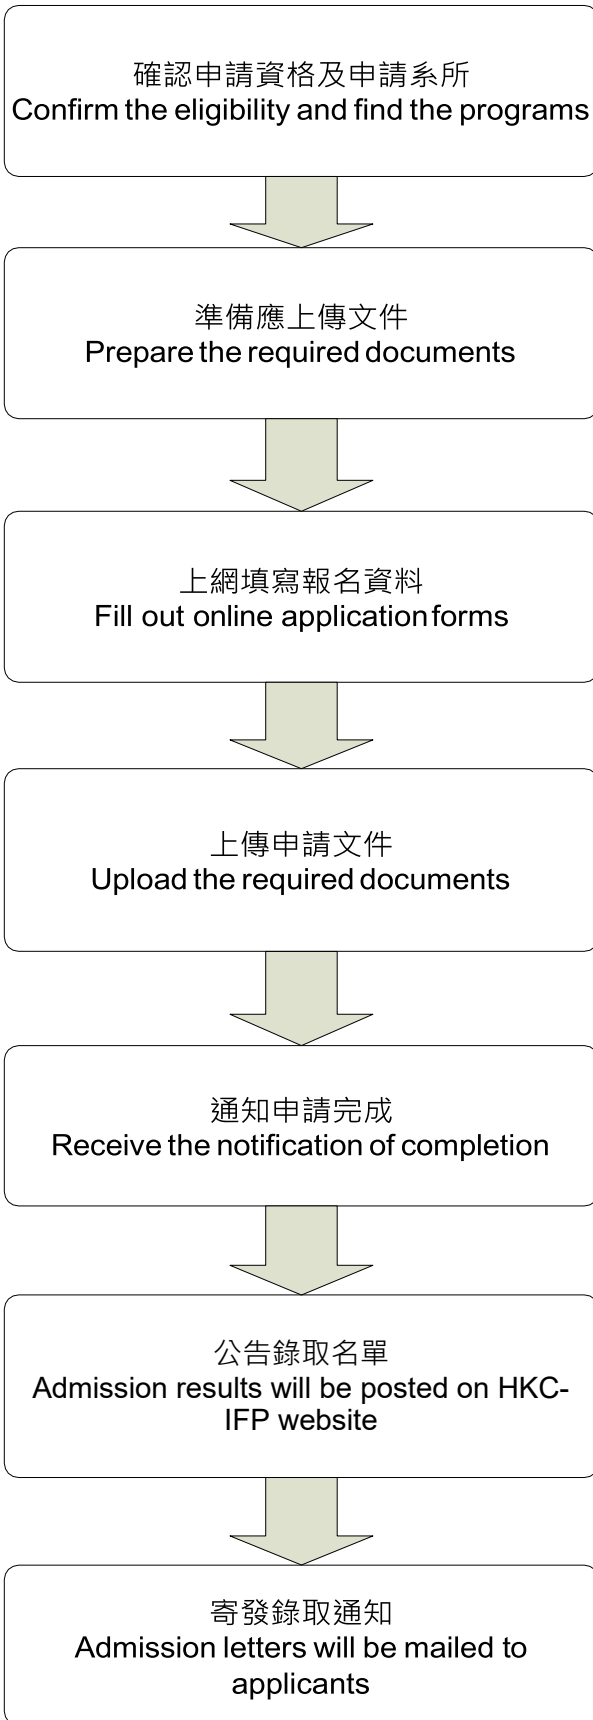 確認申請資格及申請系所
Confirm the eligibility and find the programs
準備應上傳文件
Prepare the required documents
上網填寫報名資料
Fill out online application forms
上傳申請文件
Upload the required documents
通知申請完成
Receive the notification of completion
公告錄取名單
Admission results will be posted on HKC-
IFP website
寄發錄取通知
Admission letters will be mailed to
applicants